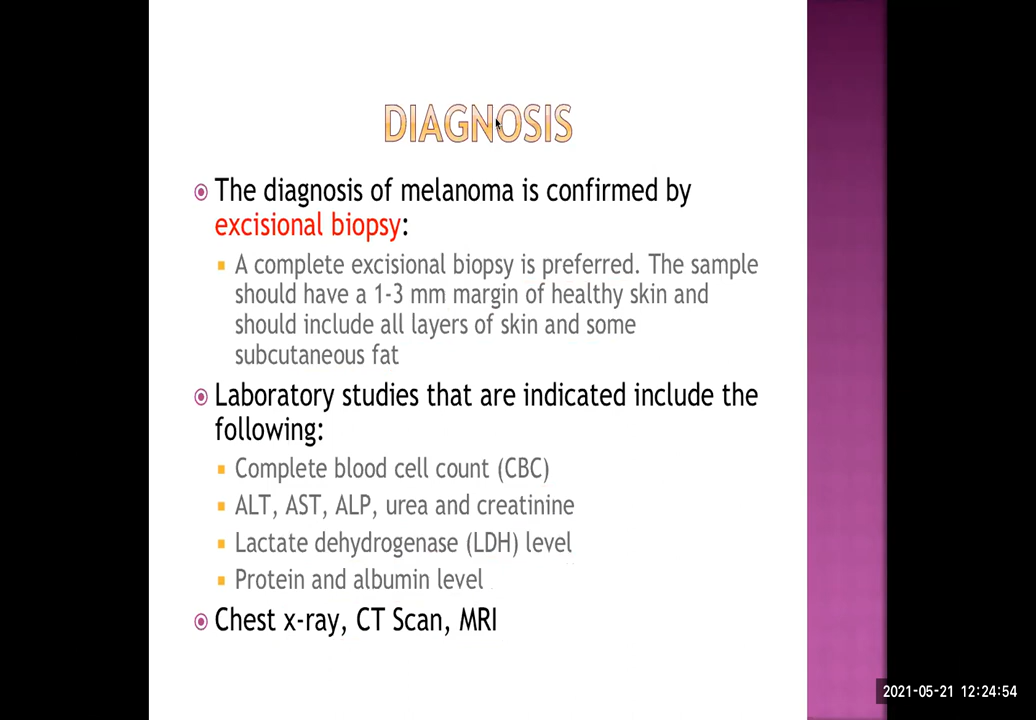 DIAGNOSIS
The diagnosis of melanoma is confirmed by
excisional biopsy:
A complete excisional biopsy is preferred. The sample
should have a 1-3 mm margin of healthy skin and
should include all layers of skin and some
subcutaneous fat
Laboratory studies that are indicated include the
following:
Complete blood cell count (CBC)
ALT, AST, ALP, urea and creatinine
Lactate dehydrogenase (LDH) level
Protein and albumin level
Chest x-ray, CT Scan, MRI
2021-05-21 12:24:54